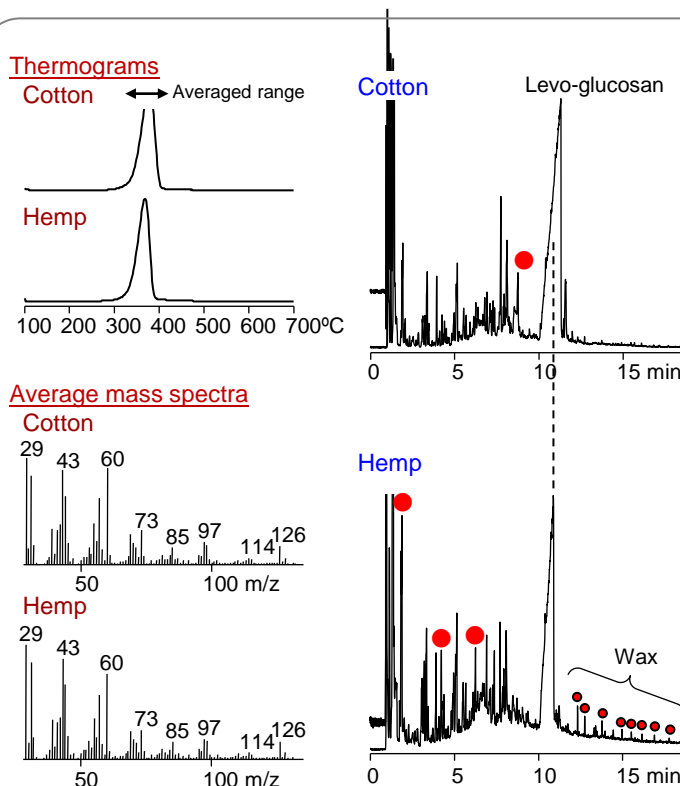 Thermograms
Cotton
Averaged range
Hemp
100 200 300 400 500 600 700ºC
Average mass spectra
Cotton
29
43
60
73
85
97
114
126
50
100 m/z
Hemp
29
43
60
73
85
97
114
126
50
100 m/z
Cotton
Levo-glucosan
0
5
10
15 min
Hemp
Wax
0
5
10
15 min